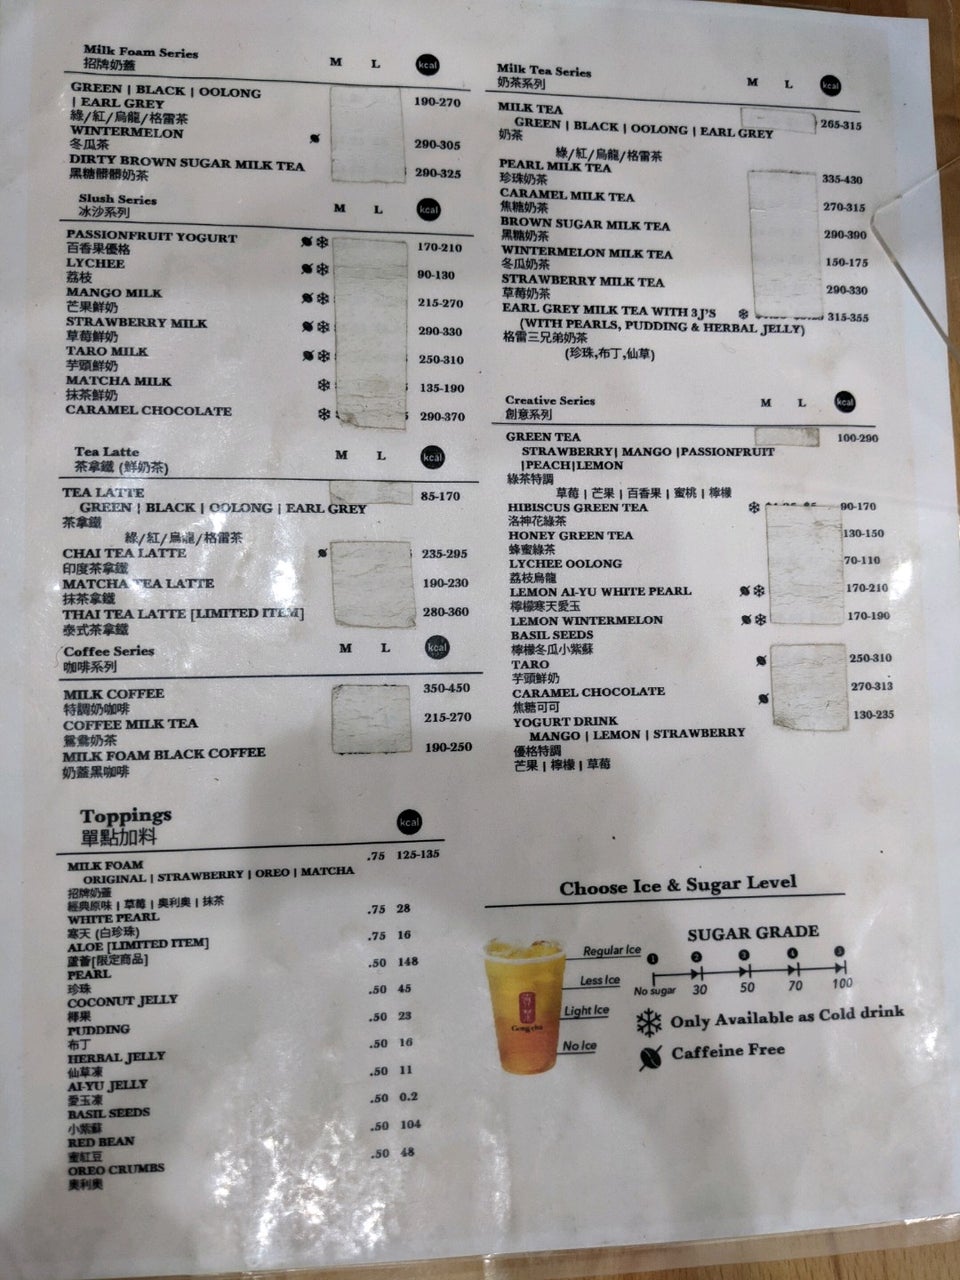 Milk Foam Series M L kcal
招牌奶蓋
GREEN | BLACK | OOLONG 190-270
| EARL GREY
綠/紅/烏龍/格雷茶
WINTERMELON 290-305
冬瓜茶
DIRTY BROWN SUGAR MILK TEA 290-325
黑糖髒髒奶茶
Slush Series M L kcal
冰沙系列
PASSIONFRUIT YOGURT 170-210
百香果優格
LYCHEE 90-130
荔枝
MANGO MILK 215-270
芒果鮮奶
STRAWBERRY MILK 290-330
草莓鮮奶
TARO MILK 250-310
芋頭鮮奶
MATCHA MILK 135-190
抹茶鮮奶
CARAMEL CHOCOLATE 290-370
Tea Latte M L kcal
茶拿鐵 (鮮奶茶)
TEA LATTE 85-170
GREEN | BLACK | OOLONG | EARL GREY
茶拿鐵
綠/紅/烏龍/格雷茶
CHAI TEA LATTE 235-295
印度茶拿鐵
MATCHA TEA LATTE 190-230
抹茶拿鐵
THAI TEA LATTE [LIMITED ITEM] 280-360
泰式茶拿鐵
Coffee Series M L kcal
咖啡系列
MILK COFFEE 350-450
特調奶咖啡
COFFEE MILK TEA 215-270
鴛鴦奶茶
MILK FOAM BLACK COFFEE 190-250
奶蓋黑咖啡
Toppings kcal
單點加料
MILK FOAM .75 125-135
ORIGINAL | STRAWBERRY | OREO | MATCHA
招牌奶蓋
經典原味 | 草莓 | 奧利奧 | 抹茶
WHITE PEARL .75 28
寒天 (白珍珠)
ALOE [LIMITED ITEM] .75 16
蘆薈[限定商品]
PEARL .50 148
珍珠
COCONUT JELLY .50 45
椰果
PUDDING .50 23
布丁
HERBAL JELLY .50 16
仙草凍
AI-YU JELLY .50 11
愛玉凍
BASIL SEEDS .50 0.2
小紫蘇
RED BEAN .50 104
蜜紅豆
OREO CRUMBS .50 48
奧利奧
Milk Tea Series M L kcal
奶茶系列
MILK TEA 265-315
GREEN | BLACK | OOLONG | EARL GREY
奶茶
綠/紅/烏龍/格雷茶
PEARL MILK TEA 335-430
珍珠奶茶
CARAMEL MILK TEA 270-315
焦糖奶茶
BROWN SUGAR MILK TEA 290-390
黑糖奶茶
WINTERMELON MILK TEA 150-175
冬瓜奶茶
STRAWBERRY MILK TEA 290-330
草莓奶茶
EARL GREY MILK TEA WITH 3J'S 315-355
(WITH PEARLS, PUDDING & HERBAL JELLY)
格雷三兄弟奶茶
(珍珠,布丁,仙草)
Creative Series M L kcal
創意系列
GREEN TEA 100-290
STRAWBERRY| MANGO |PASSIONFRUIT
|PEACH|LEMON
綠茶特調
草莓 | 芒果 | 百香果 | 蜜桃 | 檸檬
HIBISCUS GREEN TEA 90-170
洛神花綠茶
HONEY GREEN TEA 130-150
蜂蜜綠茶
LYCHEE OOLONG 70-110
荔枝烏龍
LEMON AI-YU WHITE PEARL 170-210
檸檬寒天愛玉
LEMON WINTERMELON 170-190
BASIL SEEDS
檸檬冬瓜小紫蘇
TARO 250-310
芋頭鮮奶
CARAMEL CHOCOLATE 270-313
焦糖可可
YOGURT DRINK 130-235
MANGO | LEMON | STRAWBERRY
優格特調
芒果 | 檸檬 | 草莓
Choose Ice & Sugar Level
Regular Ice
Less Ice
Light Ice
No Ice
Gong cha
SUGAR GRADE
1 2 3 4 5
No sugar 30 50 70 100
Only Available as Cold drink
Caffeine Free